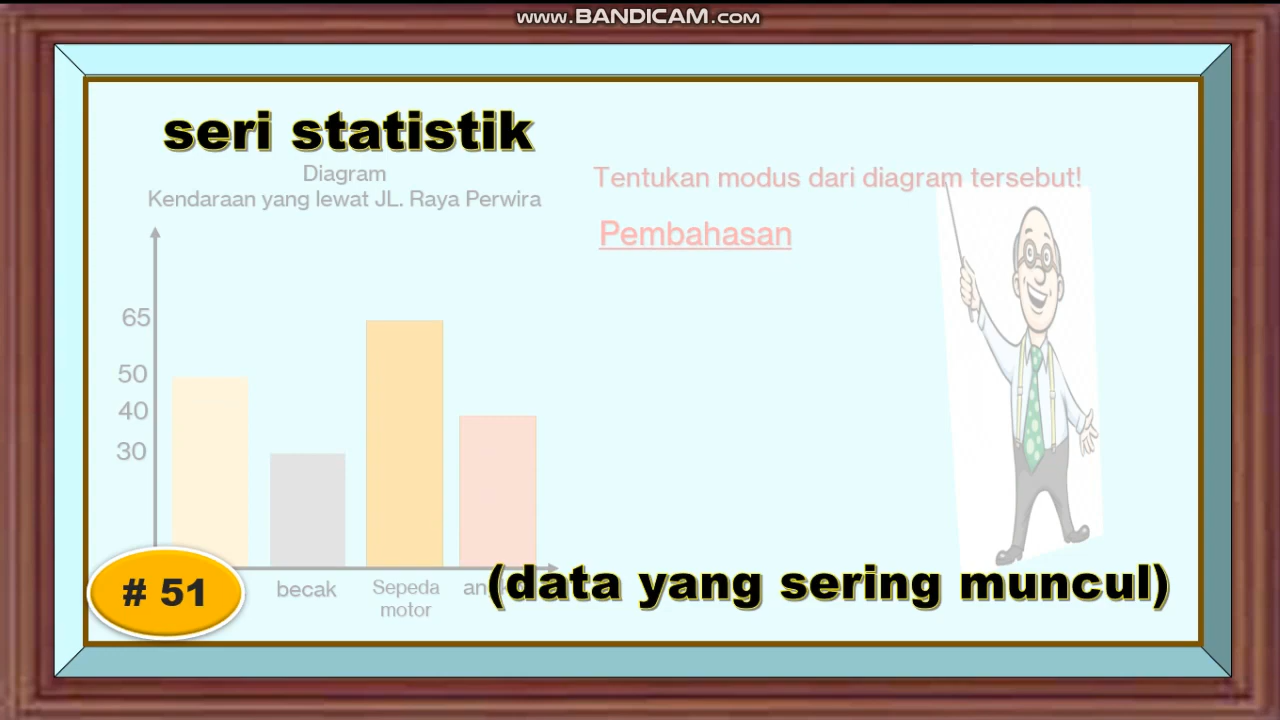 www.BANDICAM.com
seri statistik
Diagram
Kendaraan yang lewat JL. Raya Perwira
Tentukan modus dari diagram tersebut!
Pembahasan
65
50
40
30
becak
Sepeda
motor
# 51
(data yang sering muncul)